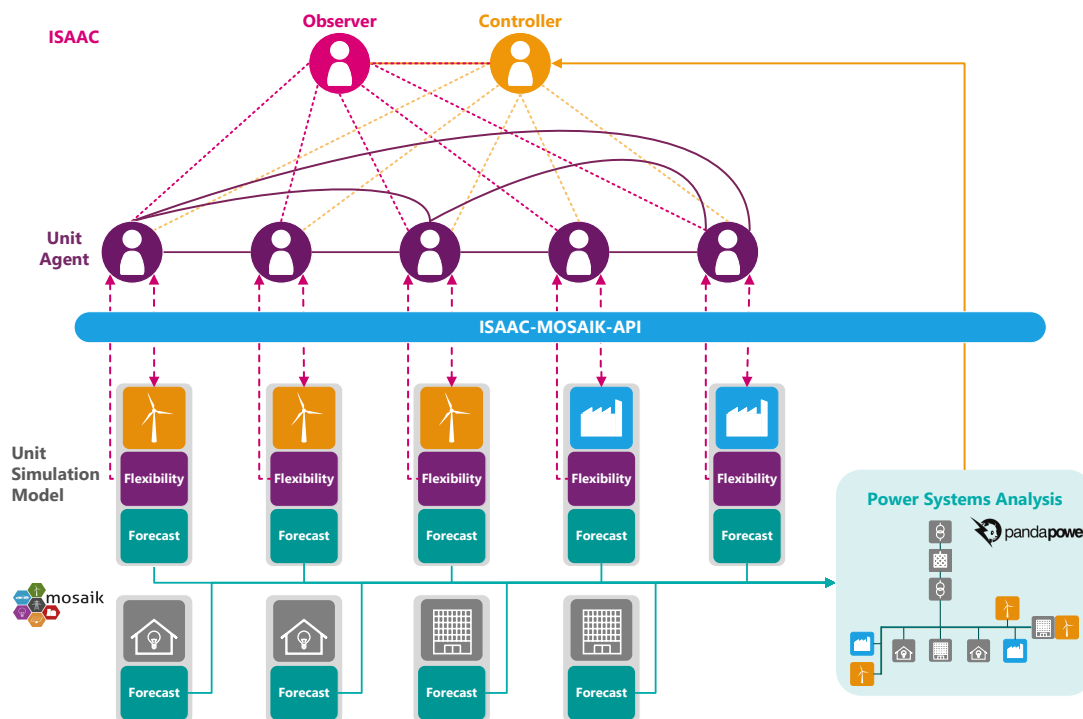 ISAAC
Observer
Controller
Unit
Agent
ISAAC-MOSAIK-API
Unit
Simulation
Model
Flexibility
Flexibility
Flexibility
Flexibility
Flexibility
Forecast
Forecast
Forecast
Forecast
Forecast
Power Systems Analysis
pandapower
mosaik
Forecast
Forecast
Forecast
Forecast